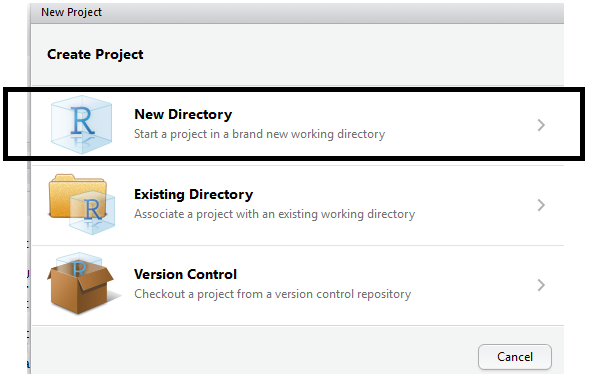 New Project
Create Project
R
New Directory
Start a project in a brand new working directory
R
Existing Directory
Associate a project with an existing working directory
R
Version Control
Checkout a project from a version control repository
Cancel